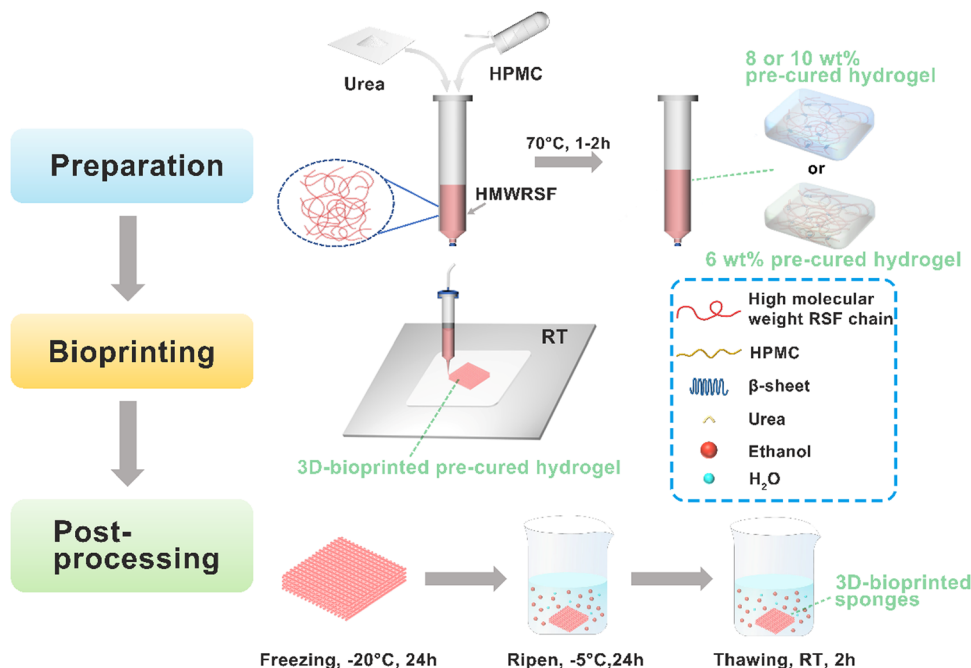 Preparation
Urea
HPMC
HMWRSF
70°C, 1-2h
8 or 10 wt%
pre-cured hydrogel
or
6 wt% pre-cured hydrogel
Bioprinting
RT
3D-bioprinted pre-cured hydrogel
High molecular
weight RSF chain
HPMC
β-sheet
Urea
Ethanol
H₂O
Post-
processing
3D-bioprinted
sponges
Freezing, -20°C, 24h
Ripen, -5°C,24h
Thawing, RT, 2h